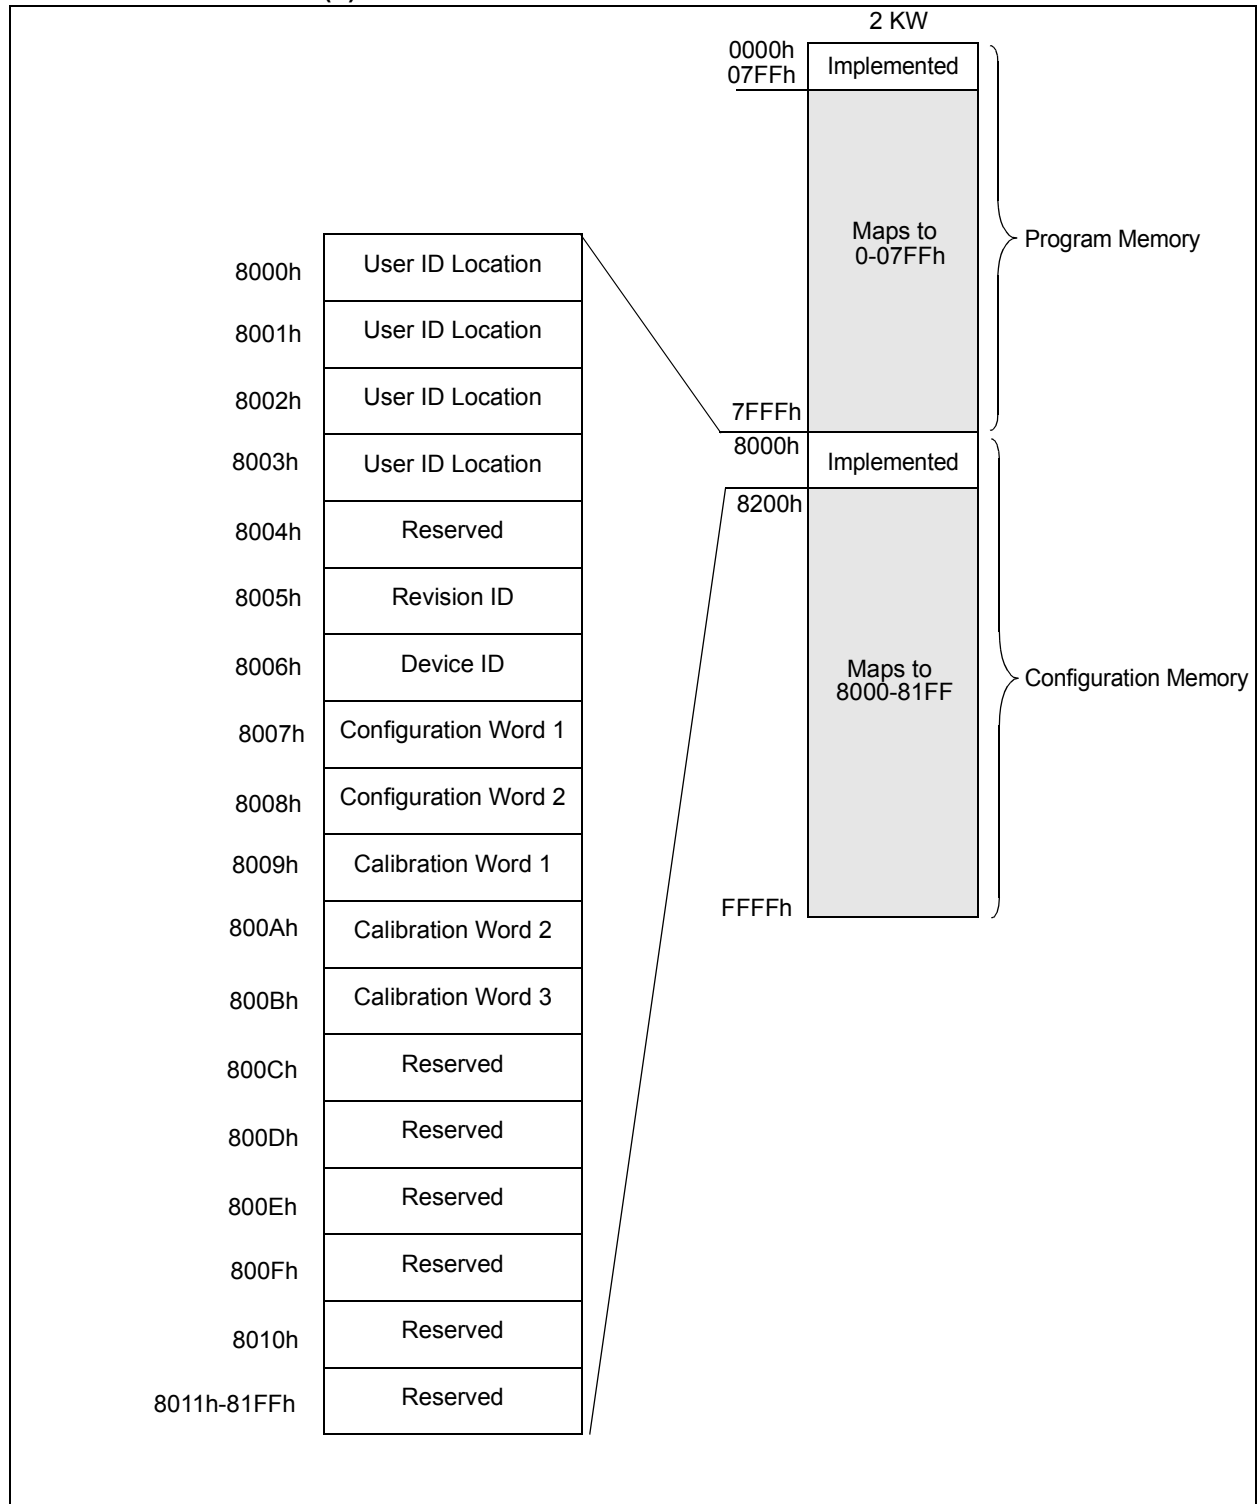 2 KW
0000h
07FFh
Implemented
Maps to
0-07FFh
Program Memory
7FFFh
8000h
Implemented
8200h
Maps to
8000-81FF
Configuration Memory
FFFFh
8000h User ID Location
8001h User ID Location
8002h User ID Location
8003h User ID Location
8004h Reserved
8005h Revision ID
8006h Device ID
8007h Configuration Word 1
8008h Configuration Word 2
8009h Calibration Word 1
800Ah Calibration Word 2
800Bh Calibration Word 3
800Ch Reserved
800Dh Reserved
800Eh Reserved
800Fh Reserved
8010h Reserved
8011h-81FFh Reserved